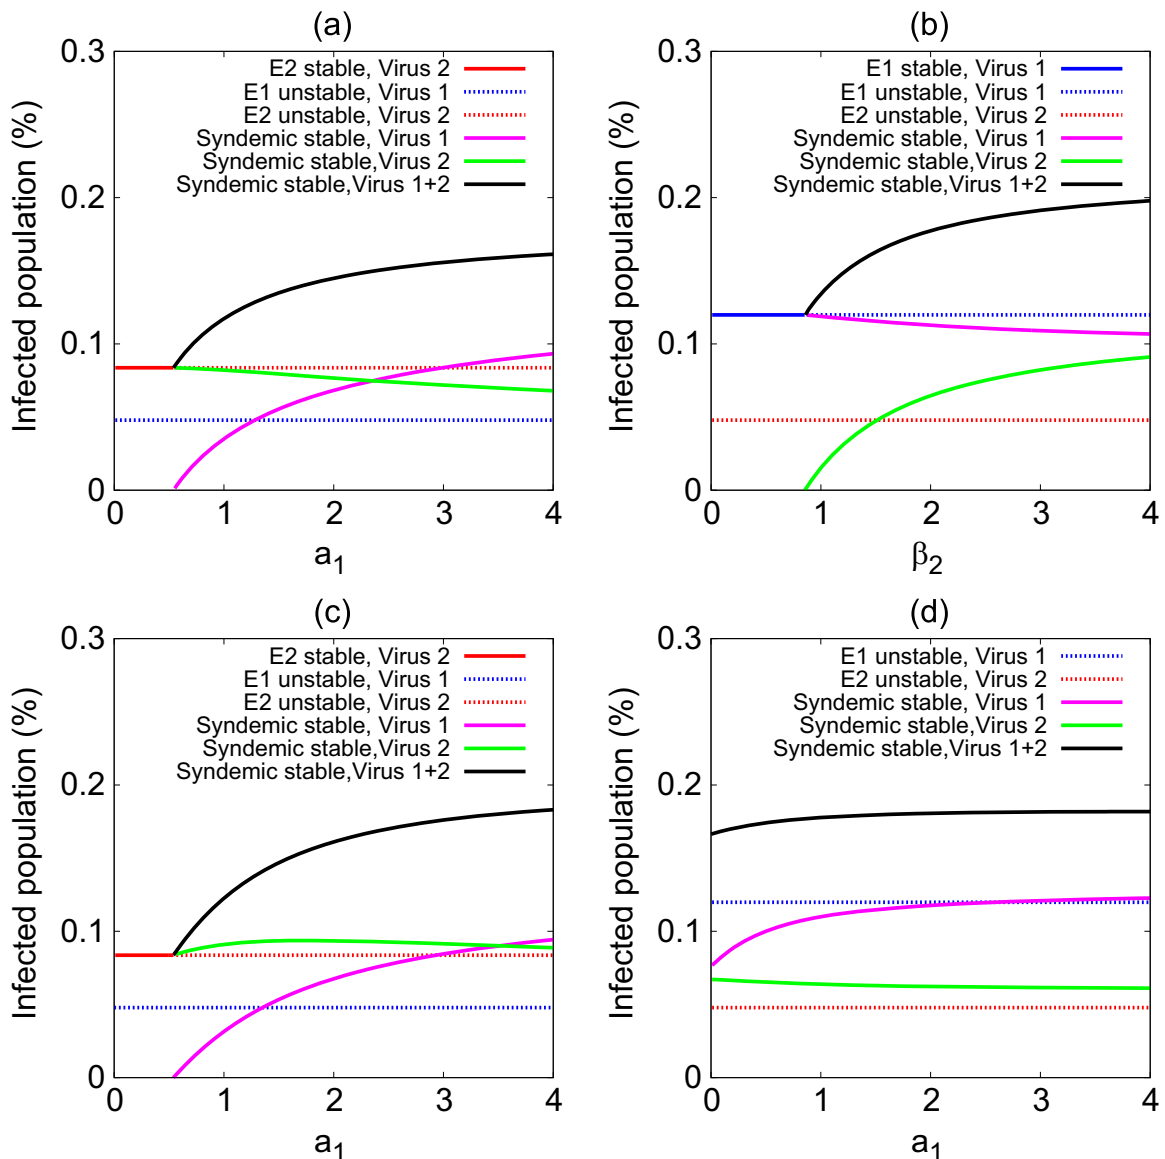 (a)
Infected population (%)
0.3
0.2
0.1
0
E2 stable, Virus 2
E1 unstable, Virus 1
E2 unstable, Virus 2
Syndemic stable, Virus 1
Syndemic stable,Virus 2
Syndemic stable,Virus 1+2
0 1 2 3 4
a1
(b)
Infected population (%)
0.3
0.2
0.1
0
E1 stable, Virus 1
E1 unstable, Virus 1
E2 unstable, Virus 2
Syndemic stable, Virus 1
Syndemic stable,Virus 2
Syndemic stable,Virus 1+2
0 1 2 3 4
β2
(c)
Infected population (%)
0.3
0.2
0.1
0
E2 stable, Virus 2
E1 unstable, Virus 1
E2 unstable, Virus 2
Syndemic stable, Virus 1
Syndemic stable,Virus 2
Syndemic stable,Virus 1+2
0 1 2 3 4
a1
(d)
Infected population (%)
0.3
0.2
0.1
0
E1 unstable, Virus 1
E2 unstable, Virus 2
Syndemic stable, Virus 1
Syndemic stable,Virus 2
Syndemic stable,Virus 1+2
0 1 2 3 4
a1